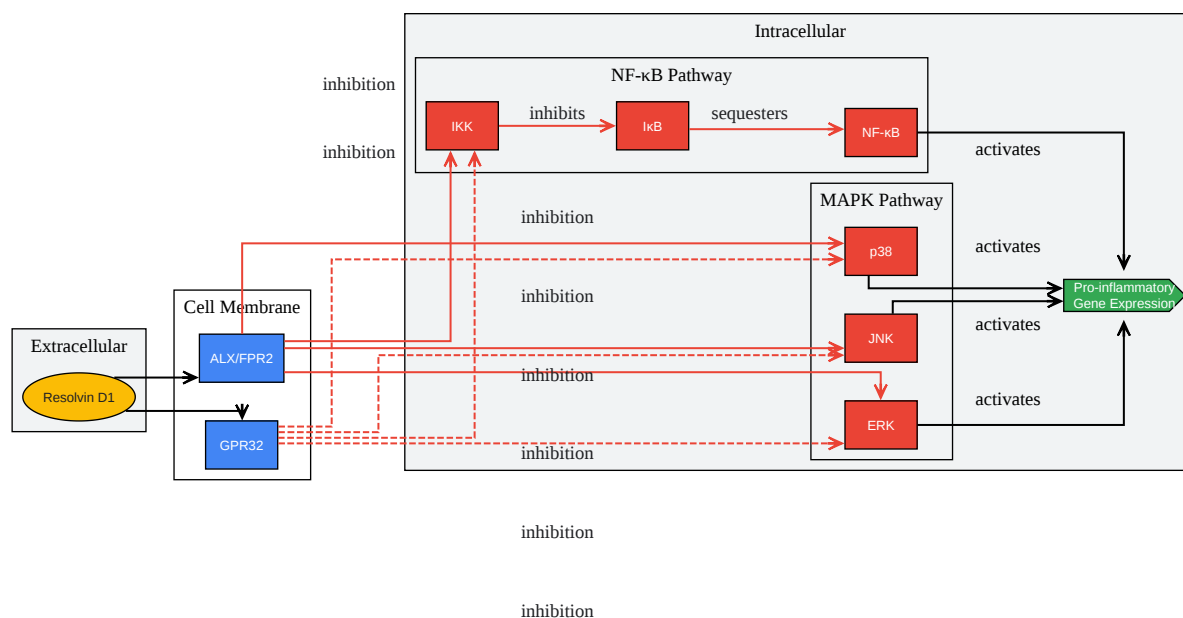 Intracellular
NF-κB Pathway
inhibition
IKK
inhibits
IκB
sequesters
NF-κB
activates
inhibition
MAPK Pathway
inhibition
p38
activates
inhibition
Pro-inflammatory
Gene Expression
Cell Membrane
ALX/FPR2
JNK
activates
Extracellular
Resolvin D1
inhibition
ERK
activates
GPR32
inhibition
inhibition
inhibition